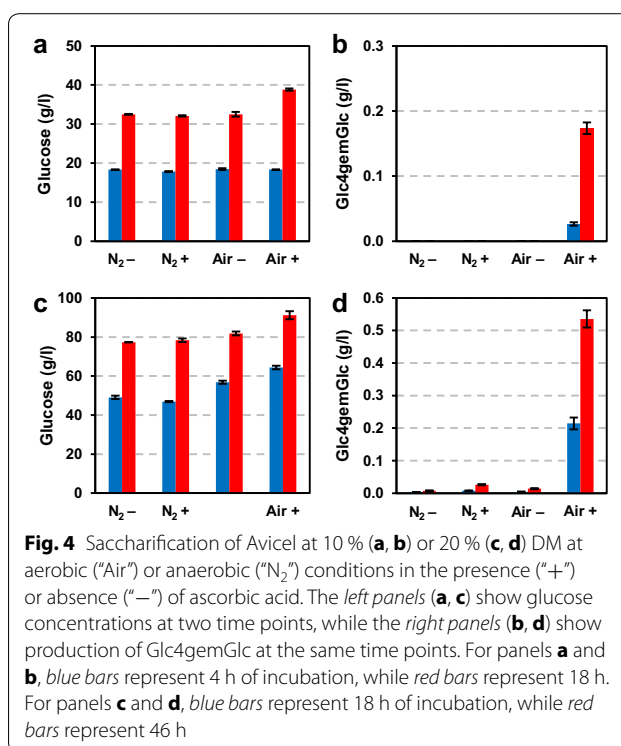 a
b
Glucose (g/l)
50
40
30
20
10
0
N₂ – N₂ + Air – Air +
Glc4gemGlc (g/l)
0.3
0.2
0.1
0.0
N₂ – N₂ + Air – Air +
c
d
Glucose (g/l)
100
80
60
40
20
0
N₂ – N₂ + Air +
Glc4gemGlc (g/l)
0.6
0.5
0.4
0.3
0.2
0.1
0.0
N₂ – N₂ + Air – Air +
Fig. 4 Saccharification of Avicel at 10 % (a, b) or 20 % (c, d) DM at
aerobic (“Air”) or anaerobic (“N₂”) conditions in the presence (“+”)
or absence (“−”) of ascorbic acid. The left panels (a, c) show glucose
concentrations at two time points, while the right panels (b, d) show
production of Glc4gemGlc at the same time points. For panels a and
b, blue bars represent 4 h of incubation, while red bars represent 18 h.
For panels c and d, blue bars represent 18 h of incubation, while red
bars represent 46 h